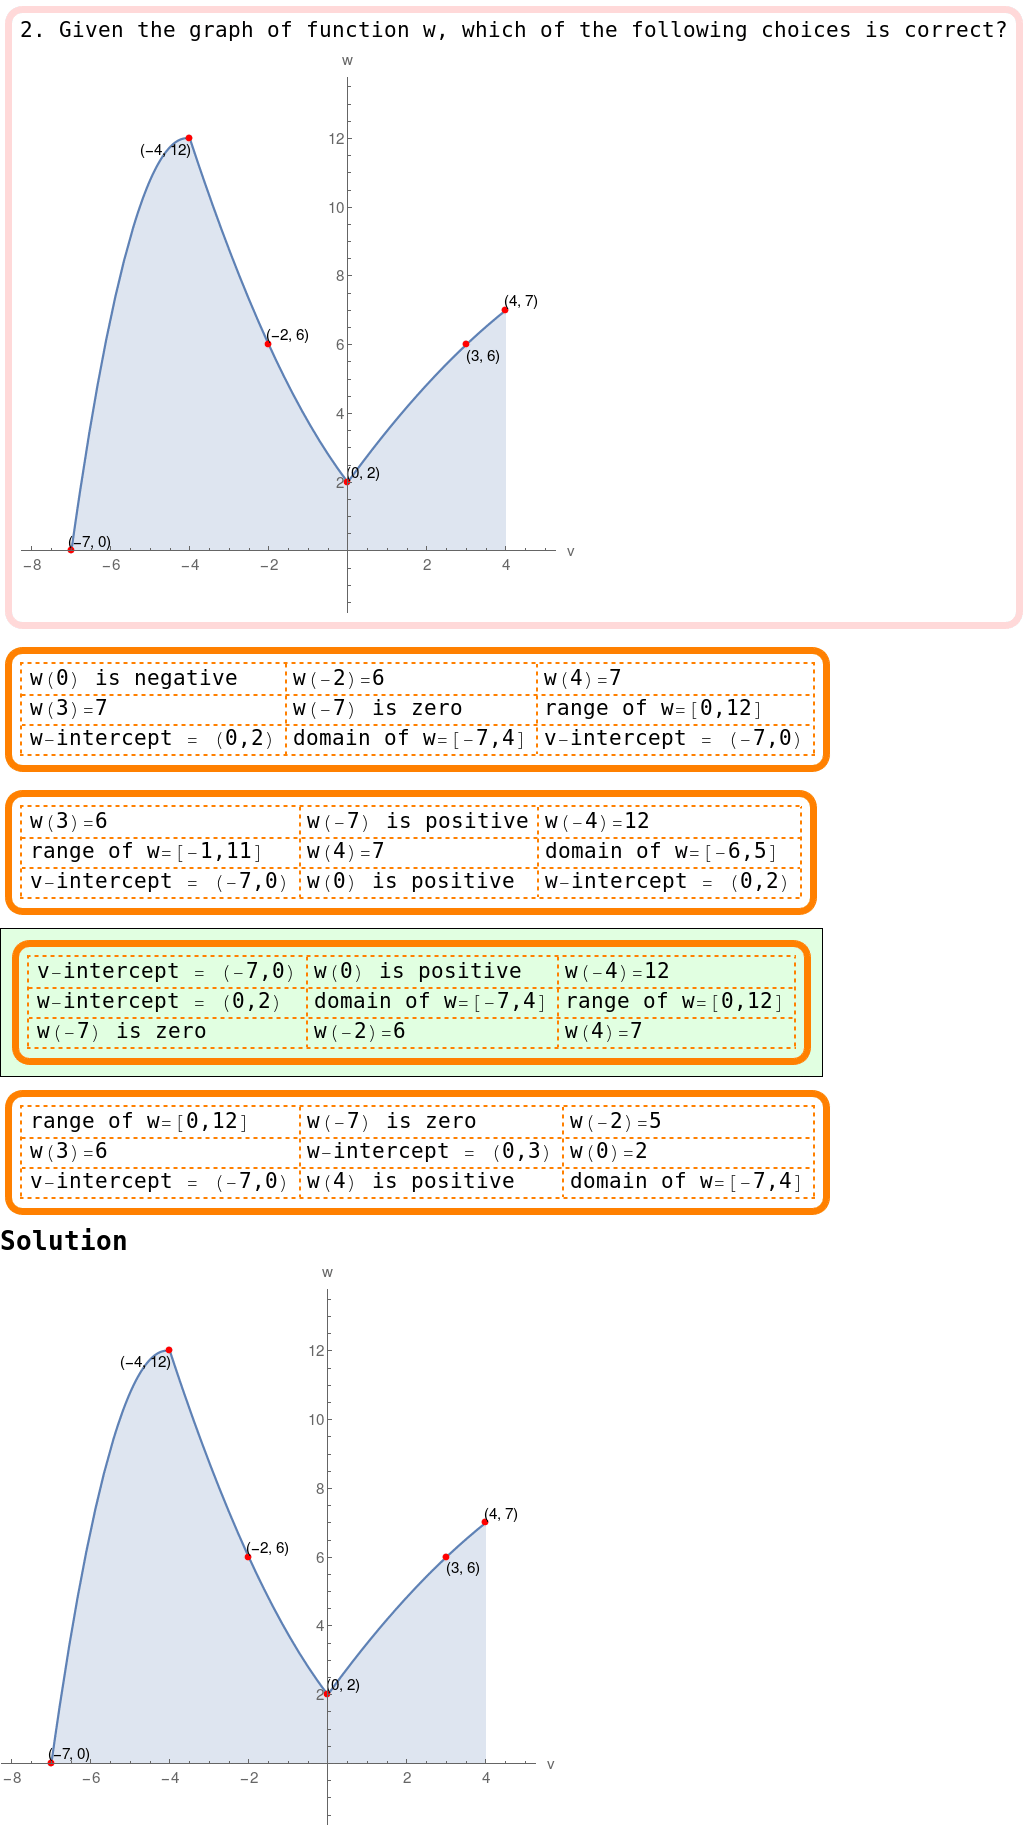 2. Given the graph of function w, which of the following choices is correct?
w
12
(−4, 12)
10
8
(4, 7)
(−2, 6)
6
(3, 6)
4
(0, 2)
2
(−7, 0)
v
−8 −6 −4 −2 2 4
w(0) is negative w(-2)=6 w(4)=7
w(3)=7 w(-7) is zero range of w=[0,12]
w-intercept = (0,2) domain of w=[-7,4] v-intercept = (-7,0)
w(3)=6 w(-7) is positive w(-4)=12
range of w=[-1,11] w(4)=7 domain of w=[-6,5]
v-intercept = (-7,0) w(0) is positive w-intercept = (0,2)
v-intercept = (-7,0) w(0) is positive w(-4)=12
w-intercept = (0,2) domain of w=[-7,4] range of w=[0,12]
w(-7) is zero w(-2)=6 w(4)=7
range of w=[0,12] w(-7) is zero w(-2)=5
w(3)=6 w-intercept = (0,3) w(0)=2
v-intercept = (-7,0) w(4) is positive domain of w=[-7,4]
Solution
w
12
(−4, 12)
10
8
(4, 7)
(−2, 6)
6
(3, 6)
4
(0, 2)
2
(−7, 0)
v
−8 −6 −4 −2 2 4